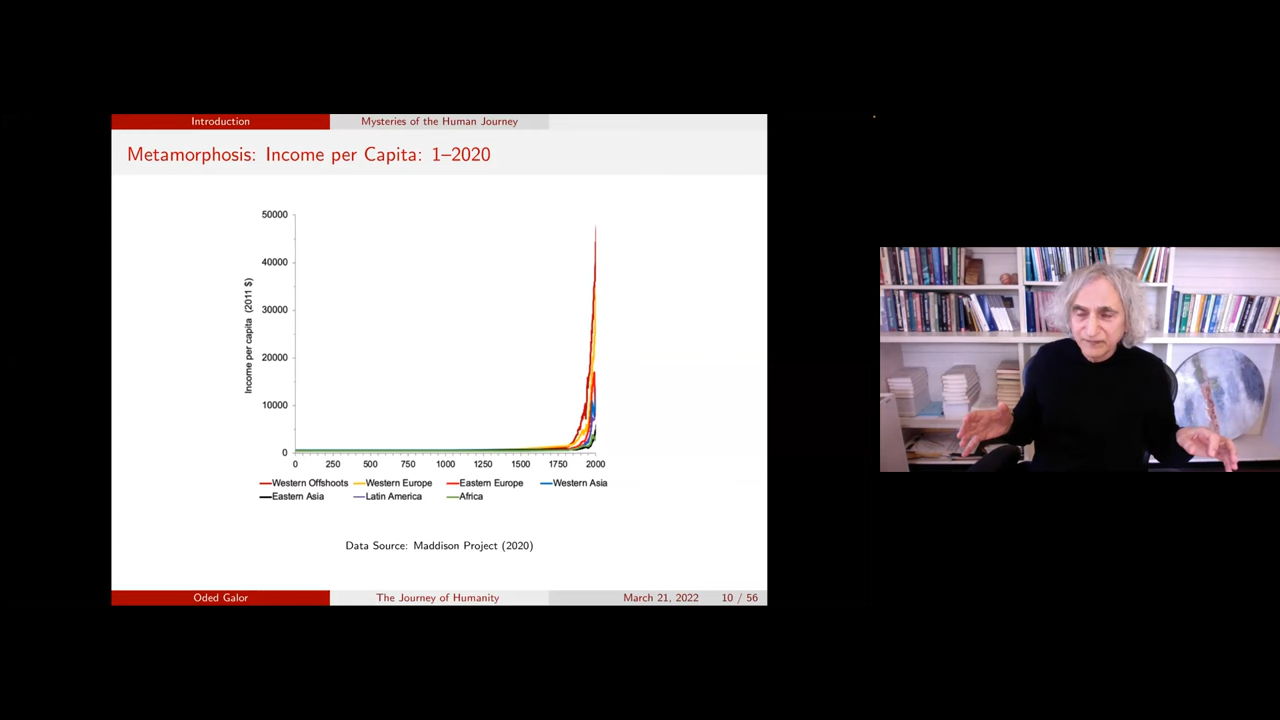 Introduction
Mysteries of the Human Journey
Metamorphosis: Income per Capita: 1–2020
50000
40000
30000
20000
10000
0
Income per capita (2011 $)
0 250 500 750 1000 1250 1500 1750 2000
Western Offshoots Western Europe Eastern Europe Western Asia
Eastern Asia Latin America Africa
Data Source: Maddison Project (2020)
Oded Galor The Journey of Humanity March 21, 2022 10 / 56